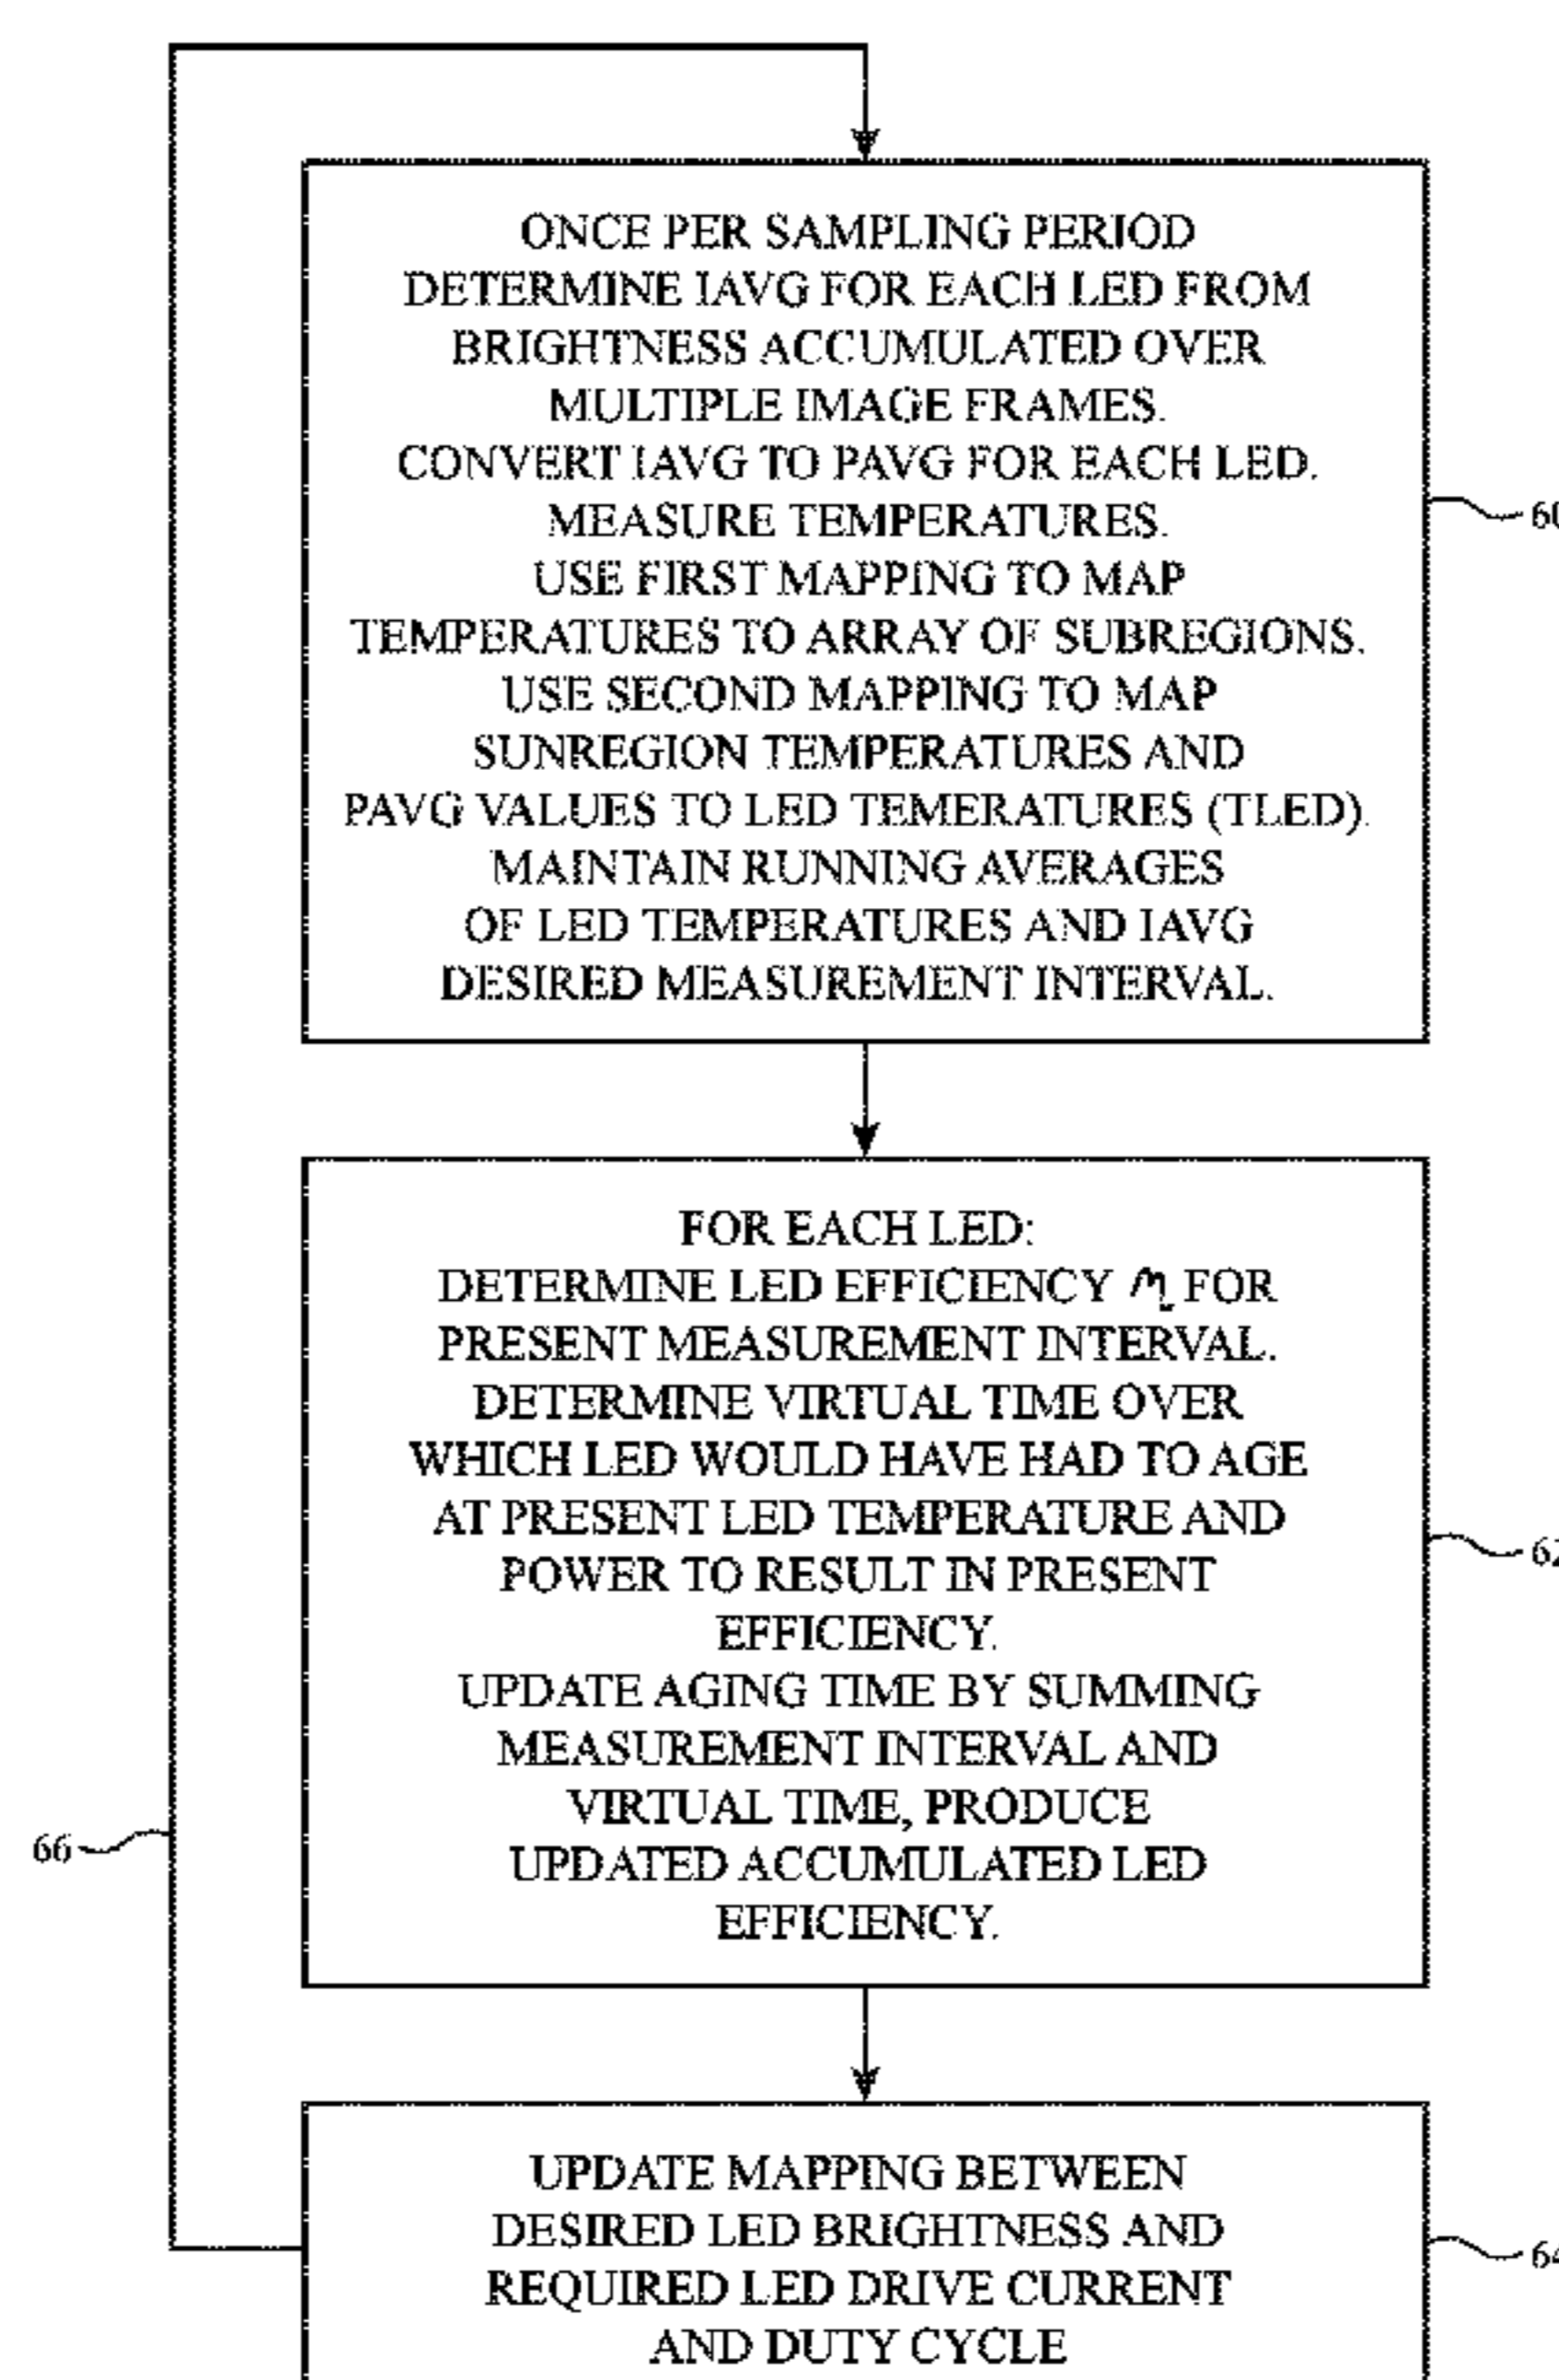 ONCE PER SAMPLING PERIOD
DETERMINE IAVG FOR EACH LED FROM
BRIGHTNESS ACCUMULATED OVER
MULTIPLE IMAGE FRAMES.
CONVERT IAVG TO PAVG FOR EACH LED.
MEASURE TEMPERATURES.
USE FIRST MAPPING TO MAP
TEMPERATURES TO ARRAY OF SUBREGIONS.
USE SECOND MAPPING TO MAP
SUNREGION TEMPERATURES AND
PAVG VALUES TO LED TEMERATURES (TLED).
MAINTAIN RUNNING AVERAGES
OF LED TEMPERATURES AND IAVG
DESIRED MEASUREMENT INTERVAL.
60
FOR EACH LED:
DETERMINE LED EFFICIENCY η FOR
PRESENT MEASUREMENT INTERVAL.
DETERMINE VIRTUAL TIME OVER
WHICH LED WOULD HAVE HAD TO AGE
AT PRESENT LED TEMPERATURE AND
POWER TO RESULT IN PRESENT
EFFICIENCY.
UPDATE AGING TIME BY SUMMING
MEASUREMENT INTERVAL AND
VIRTUAL TIME, PRODUCE
UPDATED ACCUMULATED LED
EFFICIENCY.
62
66
UPDATE MAPPING BETWEEN
DESIRED LED BRIGHTNESS AND
REQUIRED LED DRIVE CURRENT
AND DUTY CYCLE
64